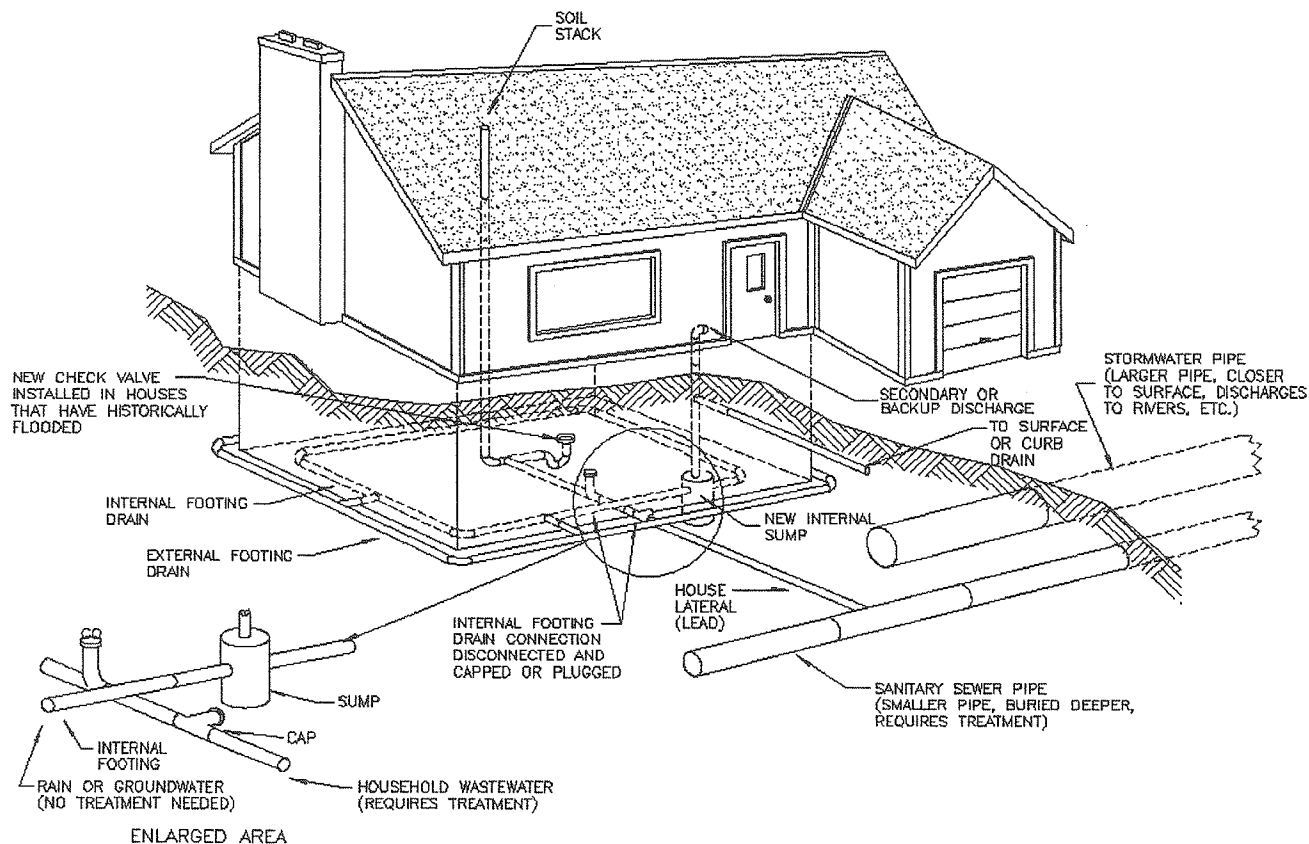 SOIL
STACK
NEW CHECK VALVE
INSTALLED IN HOUSES
THAT HAVE HISTORICALLY
FLOODED
STORMWATER PIPE
(LARGER PIPE, CLOSER
TO SURFACE, DISCHARGES
TO RIVERS, ETC.)
SECONDARY OR
BACKUP DISCHARGE
TO SURFACE
OR CURB
DRAIN
INTERNAL FOOTING
DRAIN
NEW INTERNAL
SUMP
EXTERNAL FOOTING
DRAIN
HOUSE
LATERAL
(LEAD)
INTERNAL FOOTING
DRAIN CONNECTION
DISCONNECTED AND
CAPPED OR PLUGGED
SANITARY SEWER PIPE
(SMALLER PIPE, BURIED DEEPER,
REQUIRES TREATMENT)
SUMP
CAP
INTERNAL
FOOTING
RAIN OR GROUNDWATER
(NO TREATMENT NEEDED)
HOUSEHOLD WASTEWATER
(REQUIRES TREATMENT)
ENLARGED AREA